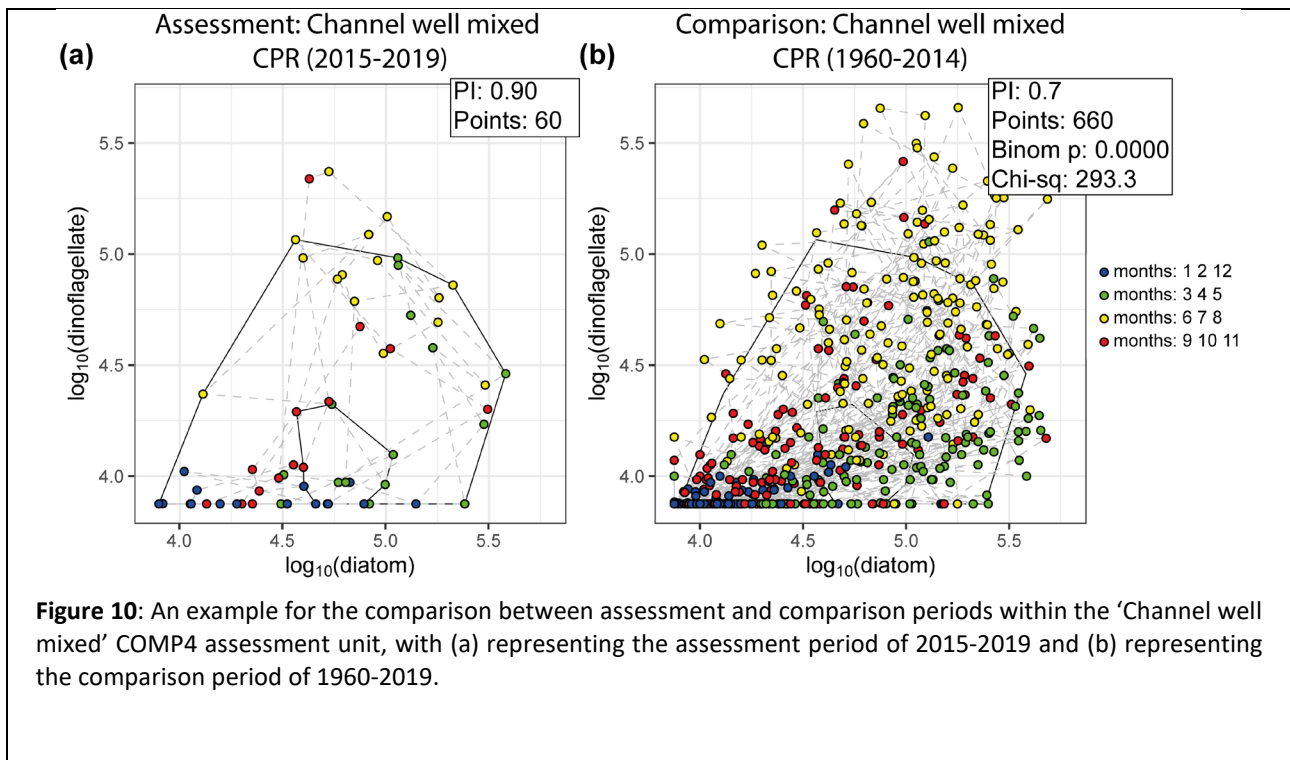 Assessment: Channel well mixed
CPR (2015-2019)
(a)
PI: 0.90
Points: 60
5.5
5.0
4.5
4.0
log10(dinoflagellate)
4.0 4.5 5.0 5.5
log10(diatom)
Comparison: Channel well mixed
CPR (1960-2014)
(b)
PI: 0.7
Points: 660
Binom p: 0.0000
Chi-sq: 293.3
5.5
5.0
4.5
4.0
log10(dinoflagellate)
4.0 4.5 5.0 5.5
log10(diatom)
months: 1 2 12
months: 3 4 5
months: 6 7 8
months: 9 10 11
Figure 10: An example for the comparison between assessment and comparison periods within the ‘Channel well
mixed’ COMP4 assessment unit, with (a) representing the assessment period of 2015-2019 and (b) representing
the comparison period of 1960-2019.